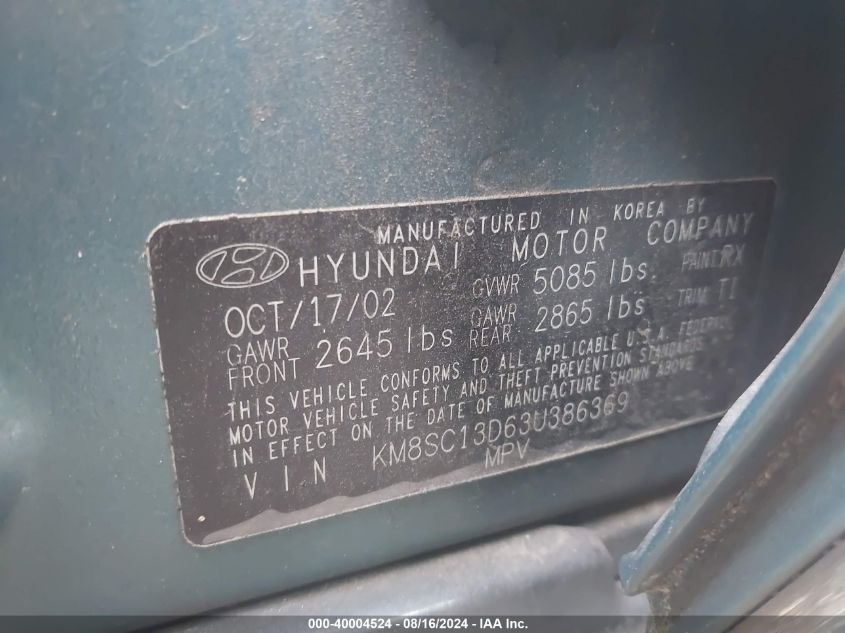 MANUFACTURED IN KOREA BY
HYUNDAI MOTOR COMPANY
OCT/17/02 GVWR 5085 lbs PAINT RX
GAWR FRONT 2645 lbs GAWR REAR 2865 lbs TRIM TI
THIS VEHICLE CONFORMS TO ALL APPLICABLE U.S.A. FEDERAL
MOTOR VEHICLE SAFETY AND THEFT PREVENTION STANDARDS
IN EFFECT ON THE DATE OF MANUFACTURE SHOWN ABOVE
VIN KM8SC13D63U386369
MPV
000-40004524 - 08/16/2024 - IAA Inc.